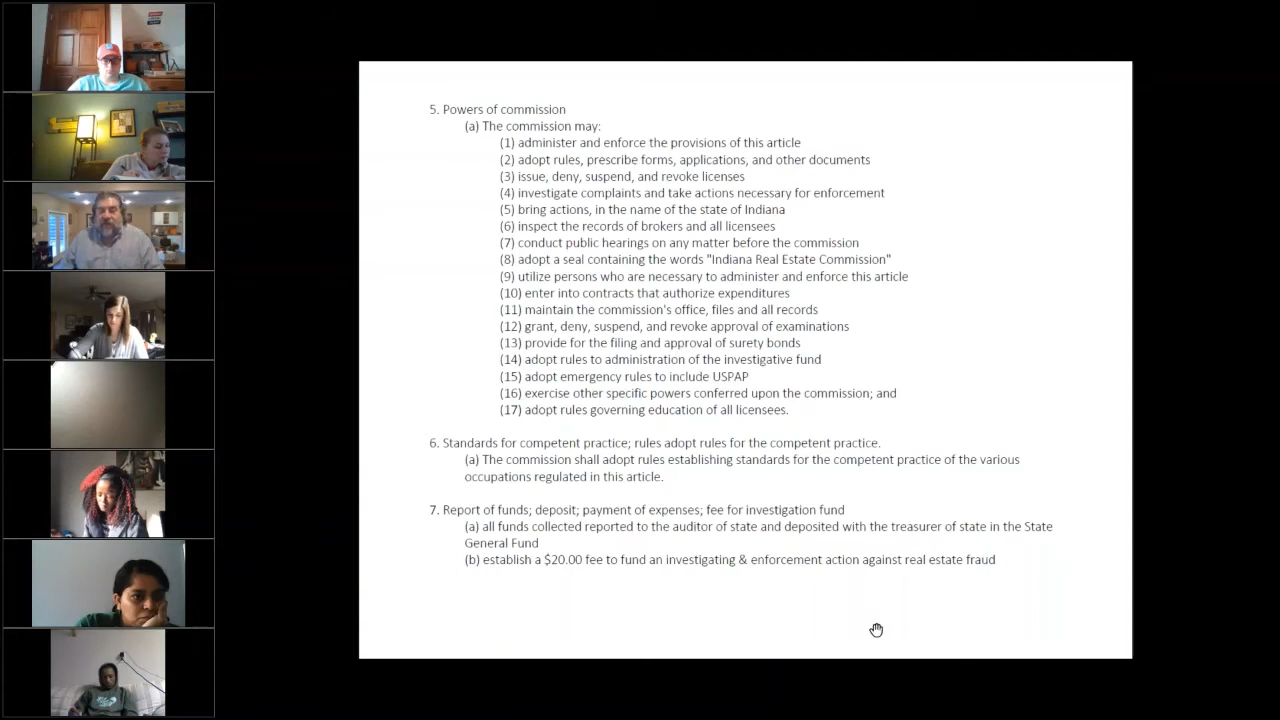 5. Powers of commission
(a) The commission may:
(1) administer and enforce the provisions of this article
(2) adopt rules, prescribe forms, applications, and other documents
(3) issue, deny, suspend, and revoke licenses
(4) investigate complaints and take actions necessary for enforcement
(5) bring actions, in the name of the state of Indiana
(6) inspect the records of brokers and all licensees
(7) conduct public hearings on any matter before the commission
(8) adopt a seal containing the words "Indiana Real Estate Commission"
(9) utilize persons who are necessary to administer and enforce this article
(10) enter into contracts that authorize expenditures
(11) maintain the commission's office, files and all records
(12) grant, deny, suspend, and revoke approval of examinations
(13) provide for the filing and approval of surety bonds
(14) adopt rules to administration of the investigative fund
(15) adopt emergency rules to include USPAP
(16) exercise other specific powers conferred upon the commission; and
(17) adopt rules governing education of all licensees.
6. Standards for competent practice; rules adopt rules for the competent practice.
(a) The commission shall adopt rules establishing standards for the competent practice of the various
occupations regulated in this article.
7. Report of funds; deposit; payment of expenses; fee for investigation fund
(a) all funds collected reported to the auditor of state and deposited with the treasurer of state in the State
General Fund
(b) establish a $20.00 fee to fund an investigating & enforcement action against real estate fraud